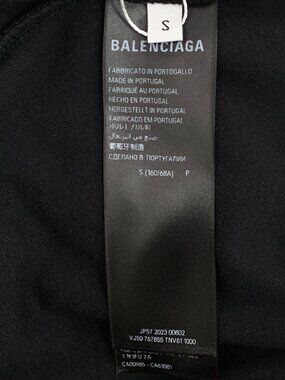 S
BALENCIAGA
FABBRICATO IN PORTOGALLO
MADE IN PORTUGAL
FABRIQUÉ AU PORTUGAL
HECHO EN PORTUGAL
HERGESTELLT IN PORTUGAL
FABRICADO EM PORTUGAL
ポルトガル製
صنع في البرتغال
葡萄牙制造
СДЕЛАНО В ПОРТУГАЛИИ
S (160/68A) P
JP57 2023 00602
VJ50 767855 TNV61 1000
CA00985 - CA63081